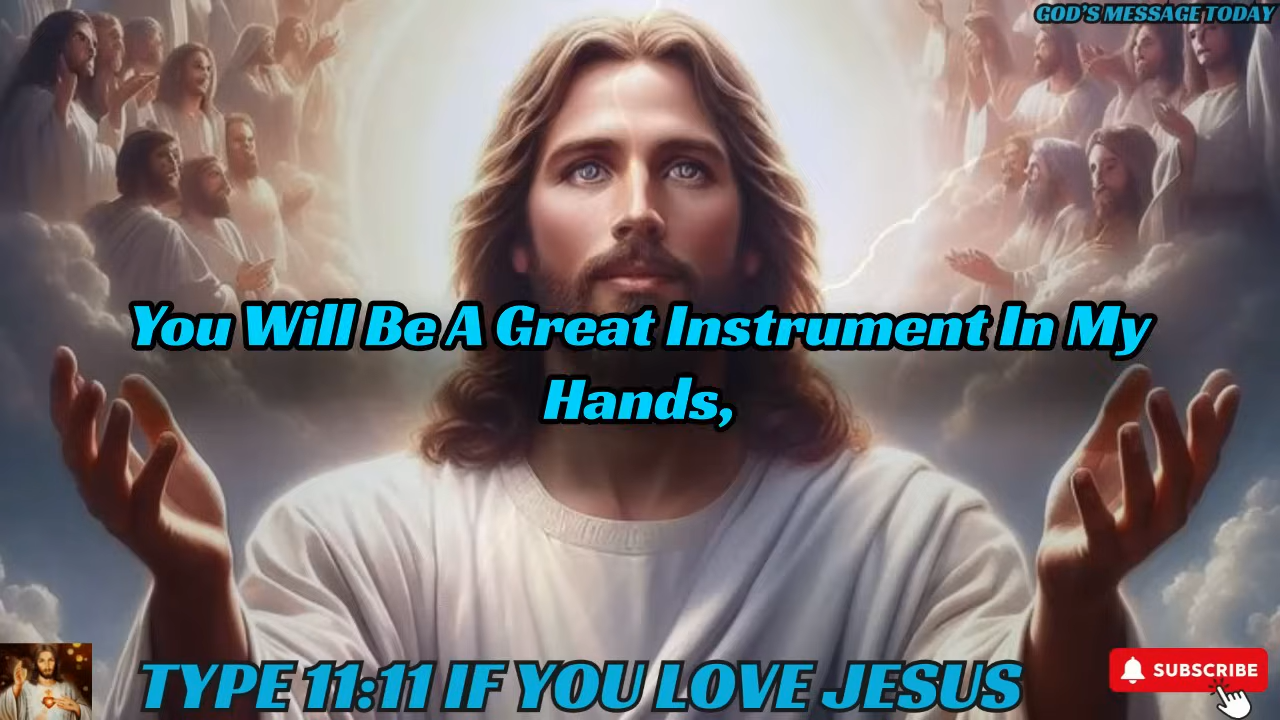 GOD'S MESSAGE TODAY
You Will Be A Great Instrument In My
Hands,
TYPE 11:11 IF YOU LOVE JESUS
SUBSCRIBE